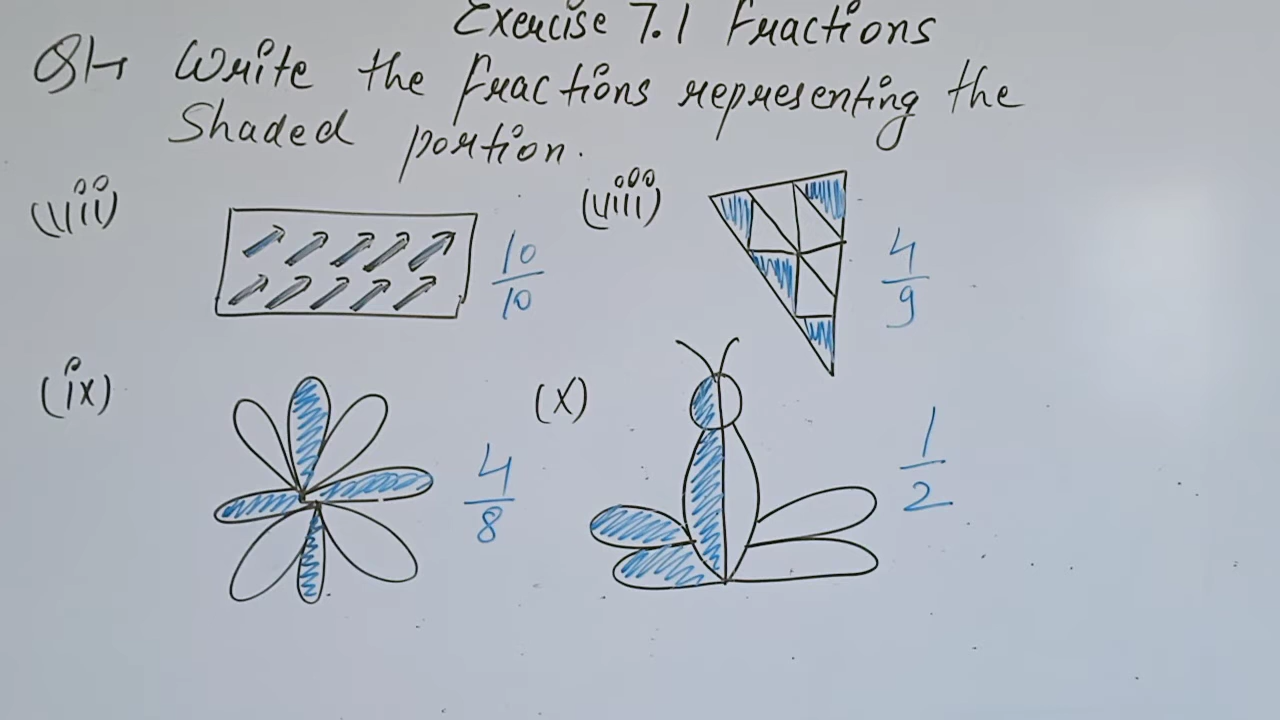 Exercise 7.1 Fractions
Q1. Write the fractions representing the
Shaded portion.
(vii) 10/10 (viii) 4/9
(ix) 4/8 (x) 1/2